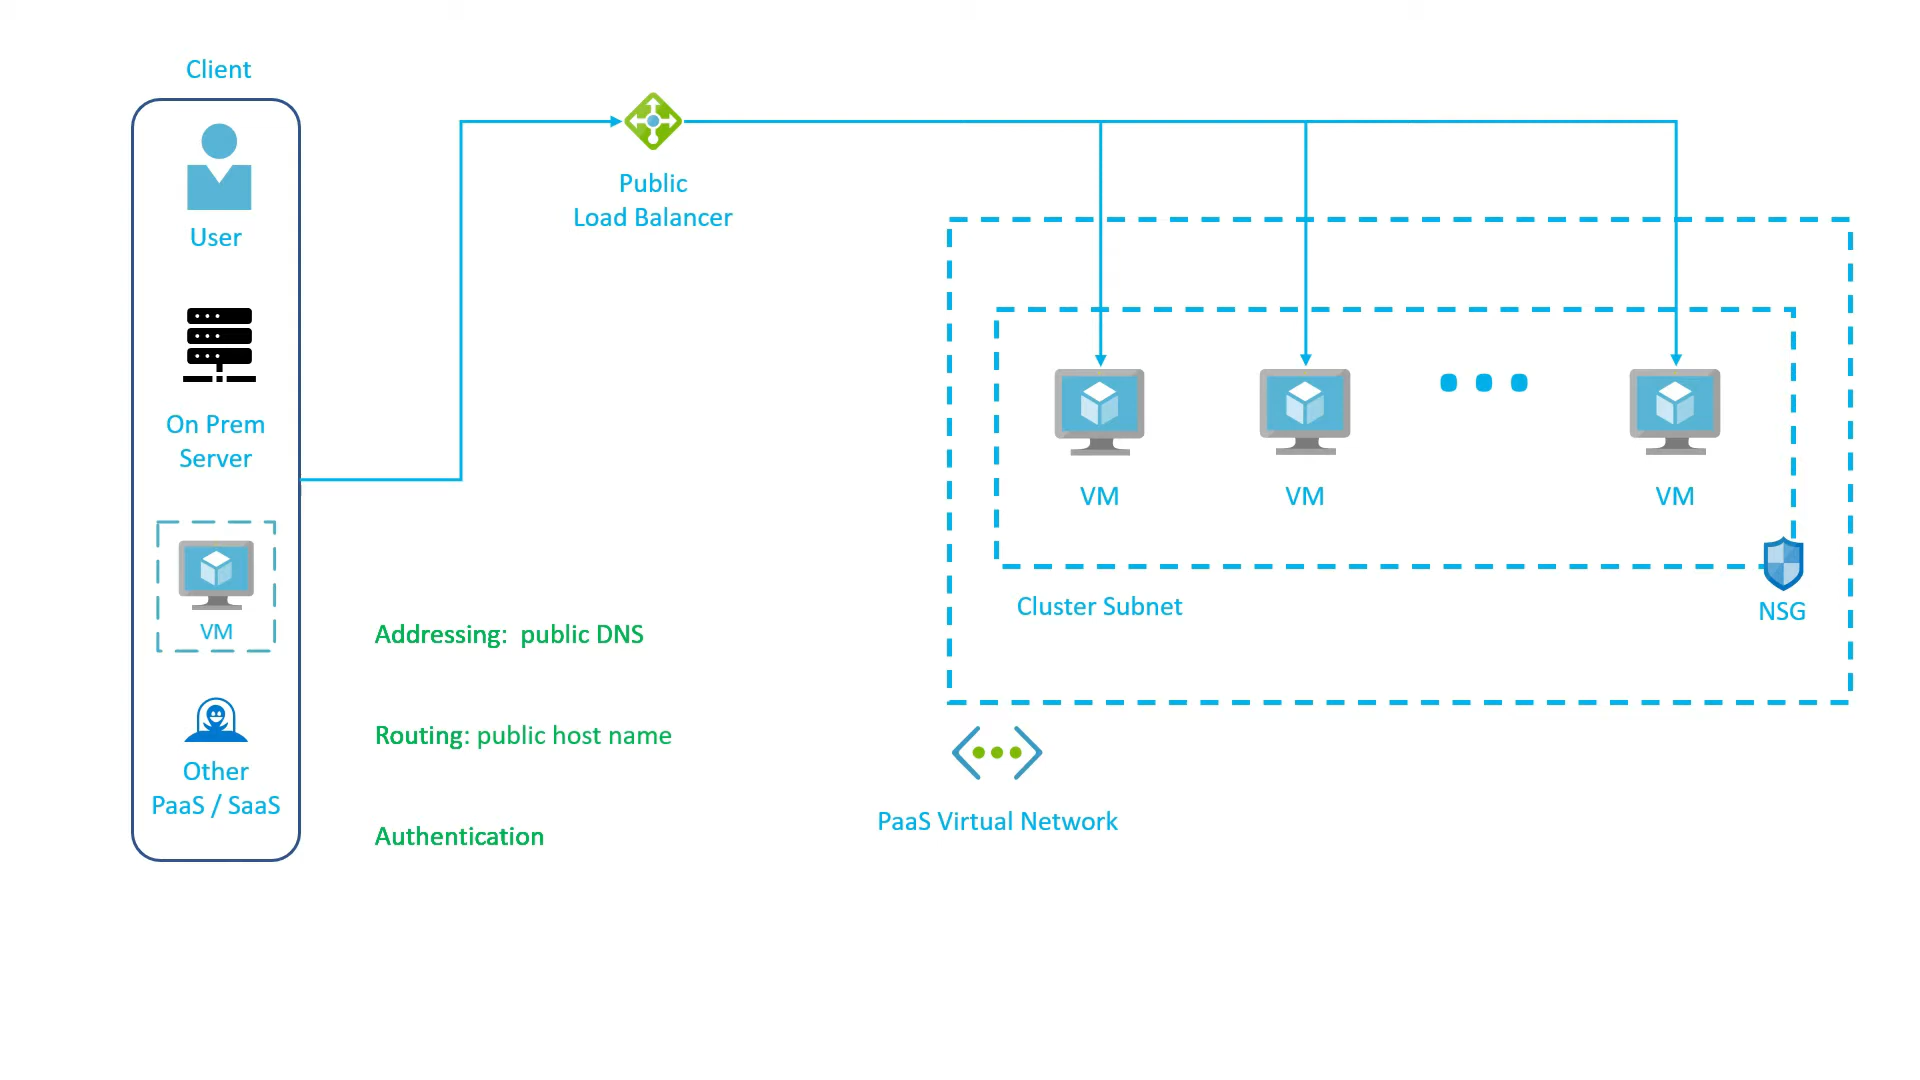 Client
User
On Prem
Server
VM
Other
PaaS / SaaS
Public
Load Balancer
Addressing:  public DNS
Routing: public host name
Authentication
VM
VM
VM
Cluster Subnet
NSG
PaaS Virtual Network